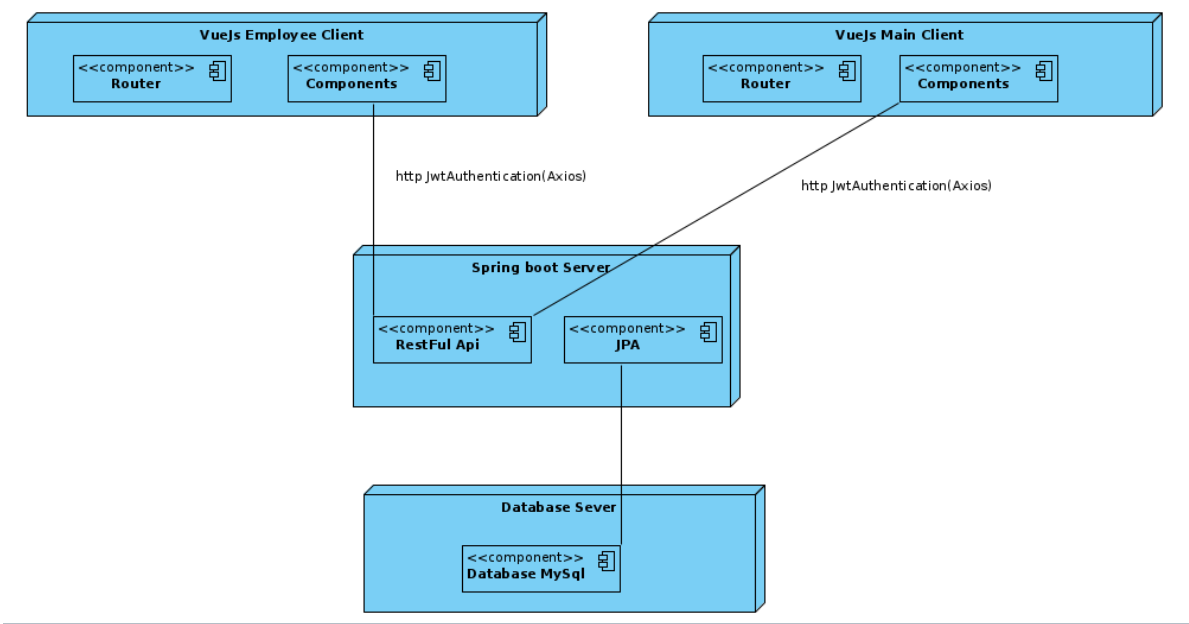 VueJs Employee Client
<<component>>
Router
<<component>>
Components
VueJs Main Client
<<component>>
Router
<<component>>
Components
http JwtAuthentication(Axios)
http JwtAuthentication(Axios)
Spring boot Server
<<component>>
RestFul Api
<<component>>
JPA
Database Sever
<<component>>
Database MySql